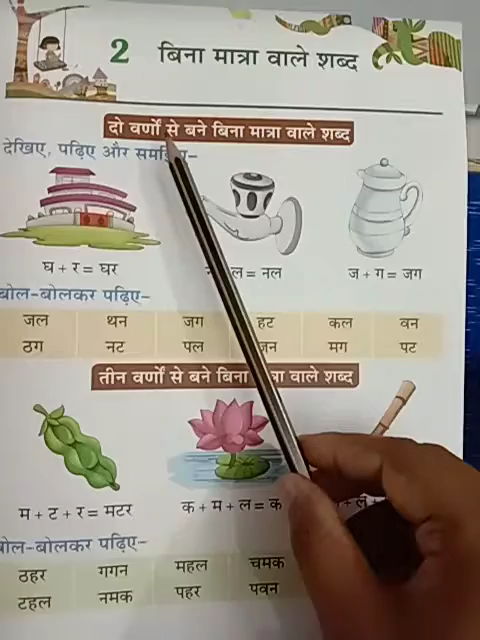 2 बिना मात्रा वाले शब्द
दो वर्णों से बने बिना मात्रा वाले शब्द
देखिए, पढ़िए और
घ + र = घर ल = नल ज + ग = जग
बोल-बोलकर पढ़िए-
जल थन जग हट कल वन
ठग नट पल जन मग पट
तीन वर्णों से बने बिना वाले शब्द
म + ट + र = मटर क + म + ल = क + ल
बोल-बोलकर पढ़िए-
ठहर गगन महल चमक
टहल नमक पहर पवन